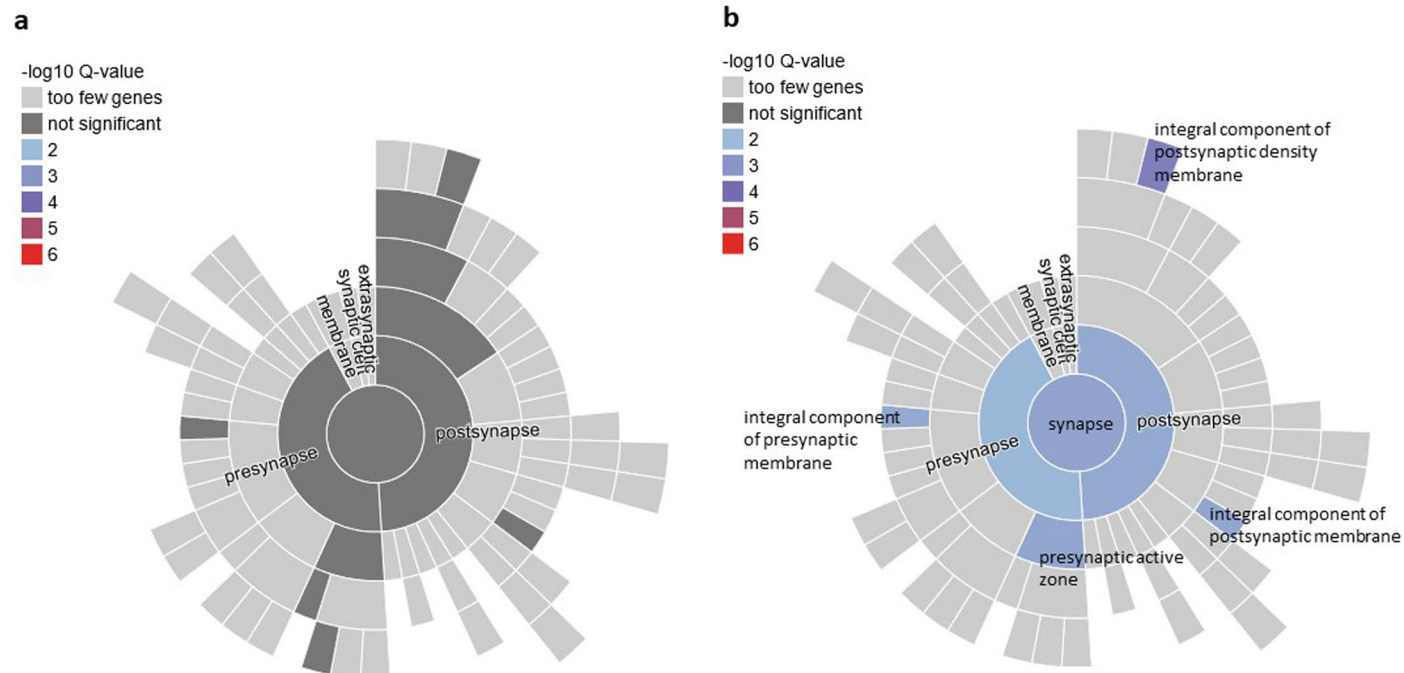 a
-log10 Q-value
too few genes
not significant
2
3
4
5
6
extrasynaptic
synaptic cleft
membrane
postsynapse
presynapse
b
-log10 Q-value
too few genes
not significant
2
3
4
5
6
integral component of
postsynaptic density
membrane
extrasynaptic
synaptic cleft
membrane
integral component
of presynaptic
membrane
synapse
postsynapse
presynapse
integral component of
postsynaptic membrane
presynaptic active
zone